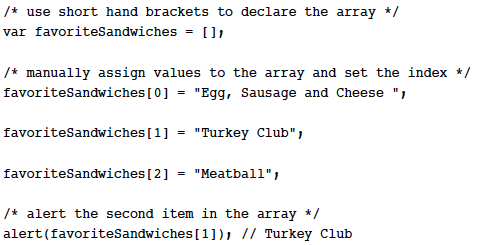 /* use short hand brackets to declare the array */
var favoriteSandwiches = [];
/* manually assign values to the array and set the index */
favoriteSandwiches[0] = "Egg, Sausage and Cheese ";
favoriteSandwiches[1] = "Turkey Club";
favoriteSandwiches[2] = "Meatball";
/* alert the second item in the array */
alert(favoriteSandwiches[1]); // Turkey Club